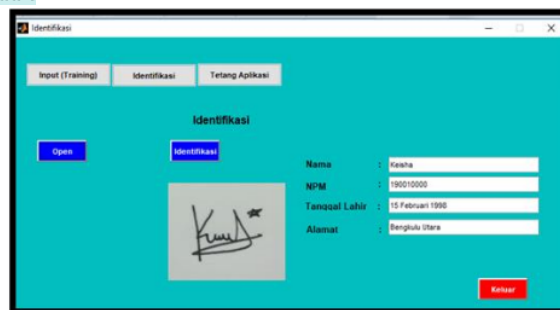 Identifikasi
Input (Training) Identifikasi Tetang Aplikasi
Identifikasi
Open Identifikasi
Nama : Keisha
NPM : 190010000
Tanggal Lahir : 15 Februari 1998
Alamat : Bengkulu Utara
Keluar